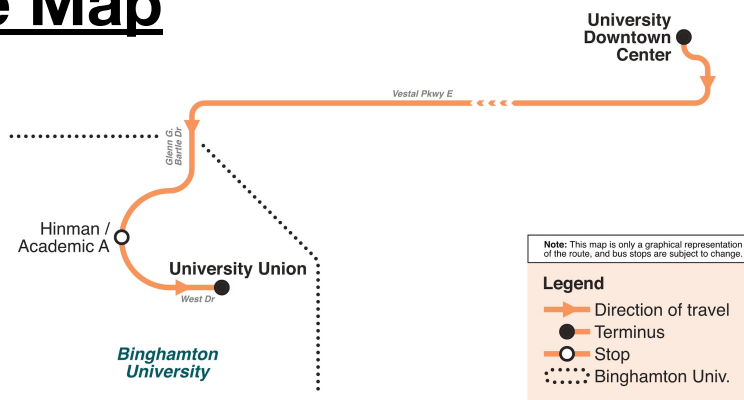 e Map
University
Downtown
Center
Vestal Pkwy E
Glenn G.
Bartle Dr
Hinman /
Academic A
University Union
West Dr
Binghamton
University
Note: This map is only a graphical representation
of the route, and bus stops are subject to change.
Legend
Direction of travel
Terminus
Stop
Binghamton Univ.